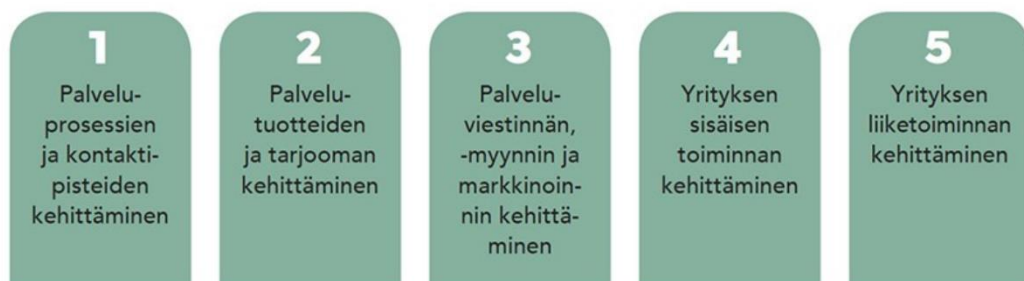 1
Palvelu-
prosessien
ja kontakti-
pisteiden
kehittäminen
2
Palvelu-
tuotteiden
ja tarjooman
kehittäminen
3
Palvelu-
viestinnän,
-myynnin ja
markkinoin-
nin kehittä-
minen
4
Yrityksen
sisäisen
toiminnan
kehittäminen
5
Yrityksen
liiketoiminnan
kehittäminen